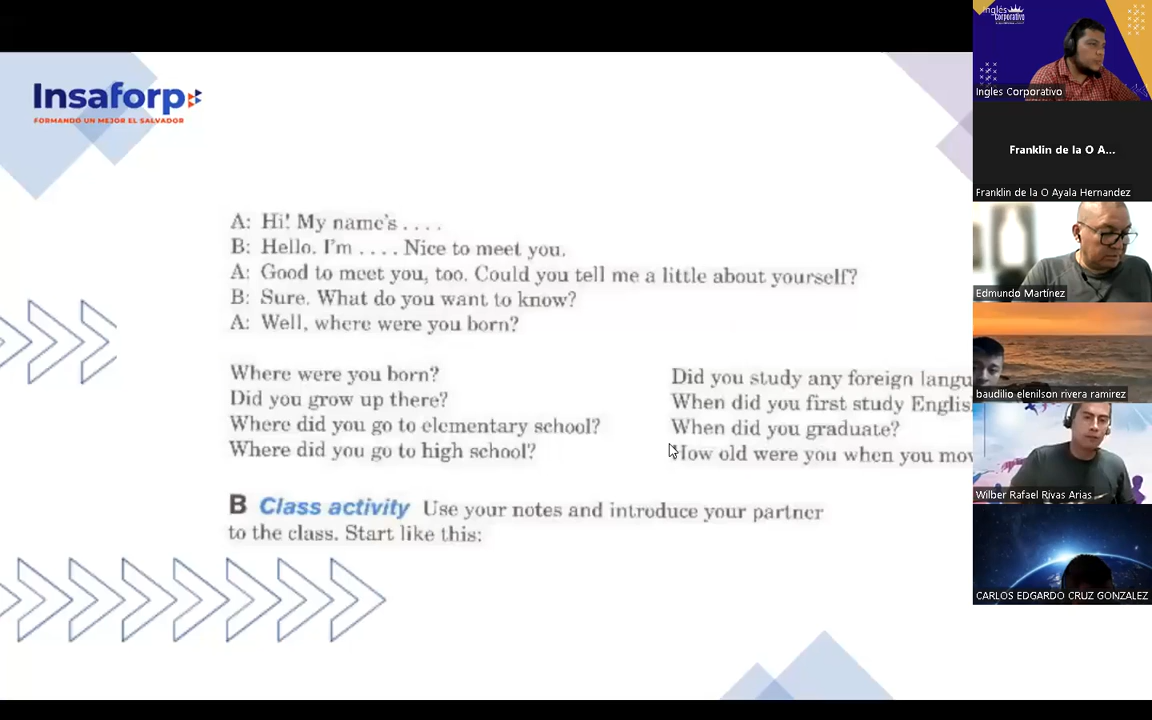 Insaforp
FORMANDO UN MEJOR EL SALVADOR
A: Hi! My name's . . . .
B: Hello. I'm . . . . Nice to meet you.
A: Good to meet you, too. Could you tell me a little about yourself?
B: Sure. What do you want to know?
A: Well, where were you born?
Where were you born?
Did you grow up there?
Where did you go to elementary school?
Where did you go to high school?
Did you study any foreign langu
When did you first study Englis
When did you graduate?
How old were you when you mov
B Class activity Use your notes and introduce your partner
to the class. Start like this:
Inglés
Corporativo
Ingles Corporativo
Franklin de la O A...
Franklin de la O Ayala Hernandez
Edmundo Martínez
baudilio elenilson rivera ramirez
Wilber Rafael Rivas Arias
CARLOS EDGARDO CRUZ GONZALEZ